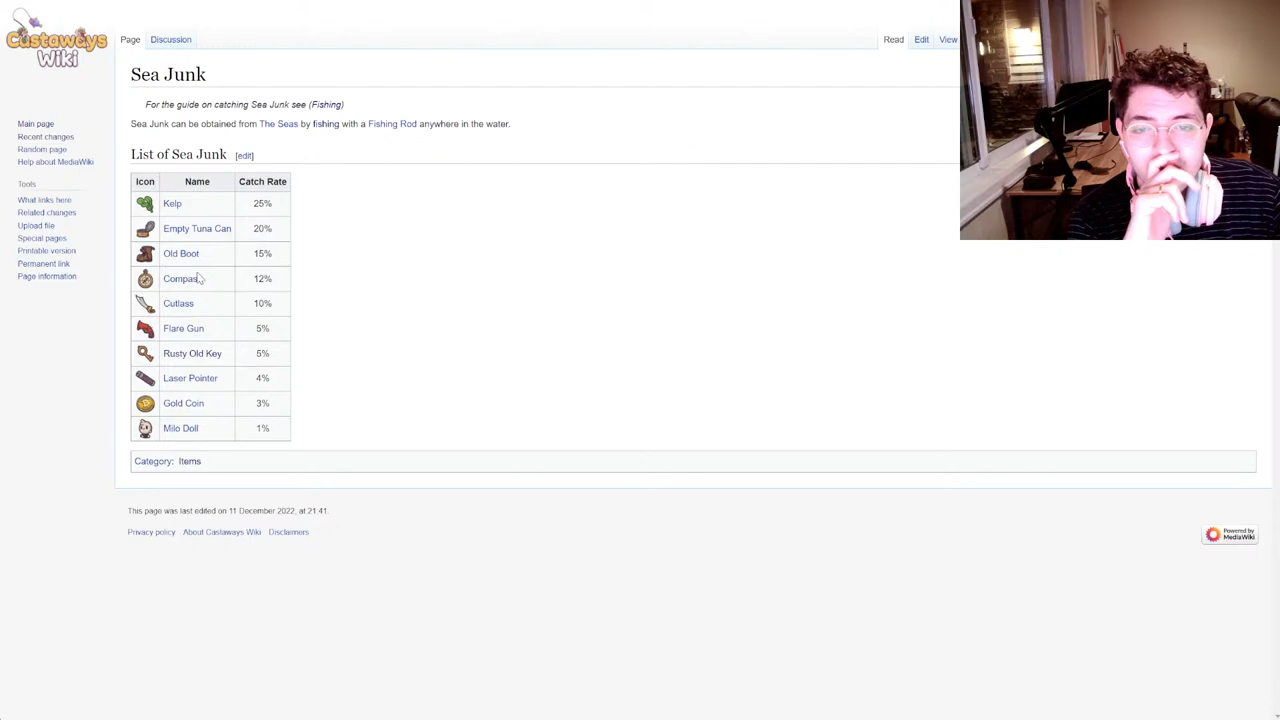 Castaways
Wiki
Page Discussion Read Edit View
Sea Junk
For the guide on catching Sea Junk see (Fishing)
Sea Junk can be obtained from The Seas by fishing with a Fishing Rod anywhere in the water.
List of Sea Junk [edit]
Icon Name Catch Rate
Kelp 25%
Empty Tuna Can 20%
Old Boot 15%
Compass 12%
Cutlass 10%
Flare Gun 5%
Rusty Old Key 5%
Laser Pointer 4%
Gold Coin 3%
Milo Doll 1%
Category: Items
This page was last edited on 11 December 2022, at 21:41.
Privacy policy About Castaways Wiki Disclaimers
Powered by
MediaWiki
Main page
Recent changes
Random page
Help about MediaWiki
Tools
What links here
Related changes
Upload file
Special pages
Printable version
Permanent link
Page information